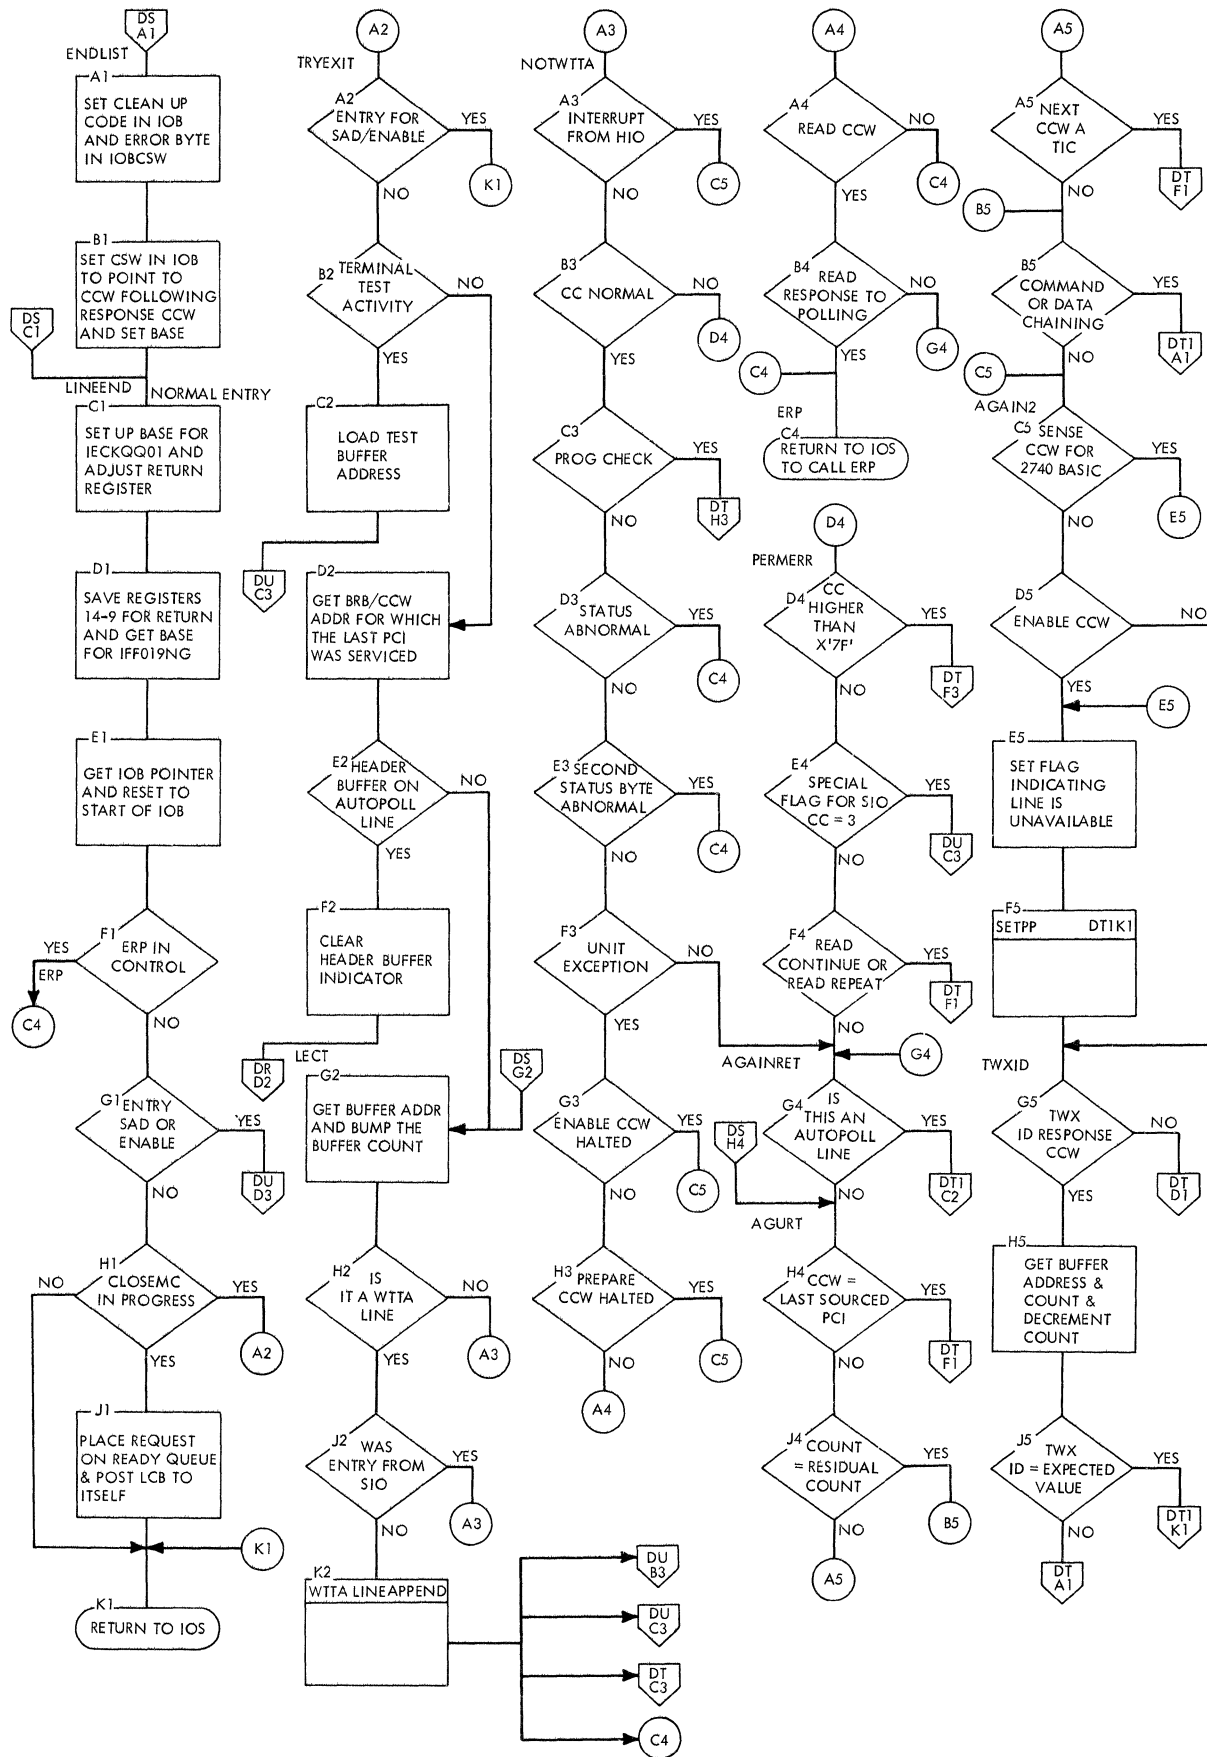 DS
A1
ENDLIST
A1
SET CLEAN UP
CODE IN IOB
AND ERROR BYTE
IN IOBCSW
B1
SET CSW IN IOB
TO POINT TO
CCW FOLLOWING
RESPONSE CCW
AND SET BASE
DS
C1
LINEEND
NORMAL ENTRY
C1
SET UP BASE FOR
IECKQQ01 AND
ADJUST RETURN
REGISTER
D1
SAVE REGISTERS
14-9 FOR RETURN
AND GET BASE
FOR IFF019NG
E1
GET IOB POINTER
AND RESET TO
START OF IOB
F1
ERP IN
CONTROL
YES
ERP
C4
NO
G1
ENTRY
SAD OR
ENABLE
YES
DU
D3
NO
H1
CLOSEMC
IN PROGRESS
NO
YES
A2
YES
J1
PLACE REQUEST
ON READY QUEUE
& POST LCB TO
ITSELF
K1
K1
RETURN TO IOS
A2
TRYEXIT
A2
ENTRY FOR
SAD/ENABLE
YES
K1
NO
B2
TERMINAL
TEST
ACTIVITY
NO
YES
C2
LOAD TEST
BUFFER
ADDRESS
DU
C3
D2
GET BRB/CCW
ADDR FOR WHICH
THE LAST PCI
WAS SERVICED
E2
HEADER
BUFFER ON
AUTOPOLL
LINE
NO
YES
F2
CLEAR
HEADER BUFFER
INDICATOR
DR
D2
LECT
DS
G2
G2
GET BUFFER ADDR
AND BUMP THE
BUFFER COUNT
H2
IS
IT A WTTA
LINE
NO
A3
YES
J2
WAS
ENTRY FROM
SIO
YES
A3
NO
K2
WTTA LINEAPPEND
DU
B3
DU
C3
DT
C3
C4
A3
NOTWTTA
A3
INTERRUPT
FROM HIO
YES
C5
NO
B3
CC NORMAL
NO
D4
YES
C3
PROG CHECK
YES
DT
H3
NO
D3
STATUS
ABNORMAL
YES
C4
NO
E3
SECOND
STATUS BYTE
ABNORMAL
YES
C4
NO
F3
UNIT
EXCEPTION
NO
YES
AGAINRET
G3
ENABLE CCW
HALTED
YES
C5
NO
H3
PREPARE
CCW HALTED
YES
C5
NO
A4
A4
A4
READ CCW
NO
C4
YES
B4
READ
RESPONSE TO
POLLING
NO
G4
YES
C4
ERP
C4
RETURN TO IOS
TO CALL ERP
D4
PERMERR
D4
CC
HIGHER
THAN
X'7F'
YES
DT
F3
NO
E4
SPECIAL
FLAG FOR SIO
CC = 3
YES
DU
C3
NO
F4
READ
CONTINUE OR
READ REPEAT
YES
DT
F1
NO
G4
G4
IS
THIS AN
AUTOPOLL
LINE
YES
DT1
C2
NO
DS
H4
AGURT
H4
CCW =
LAST SOURCED
PCI
YES
DT
F1
NO
J4
COUNT
= RESIDUAL
COUNT
YES
B5
NO
A5
A5
A5
NEXT
CCW A
TIC
YES
DT
F1
NO
B5
B5
COMMAND
OR DATA
CHAINING
YES
DT1
A1
NO
C5
AGAIN2
C5
SENSE
CCW FOR
2740 BASIC
YES
E5
NO
D5
ENABLE CCW
NO
YES
E5
E5
SET FLAG
INDICATING
LINE IS
UNAVAILABLE
F5
SETPP DT1K1
TWXID
G5
TWX
ID RESPONSE
CCW
NO
DT
D1
YES
H5
GET BUFFER
ADDRESS &
COUNT &
DECREMENT
COUNT
J5
TWX
ID = EXPECTED
VALUE
YES
DT1
K1
NO
DT
A1